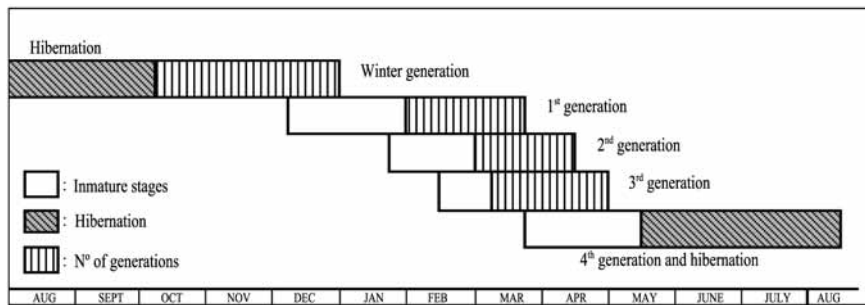 Hibernation
Winter generation
1st generation
2nd generation
3rd generation
: Inmature stages
: Hibernation
: Nº of generations
4th generation and hibernation
AUG SEPT OCT NOV DEC JAN FEB MAR APR MAY JUNE JULY AUG